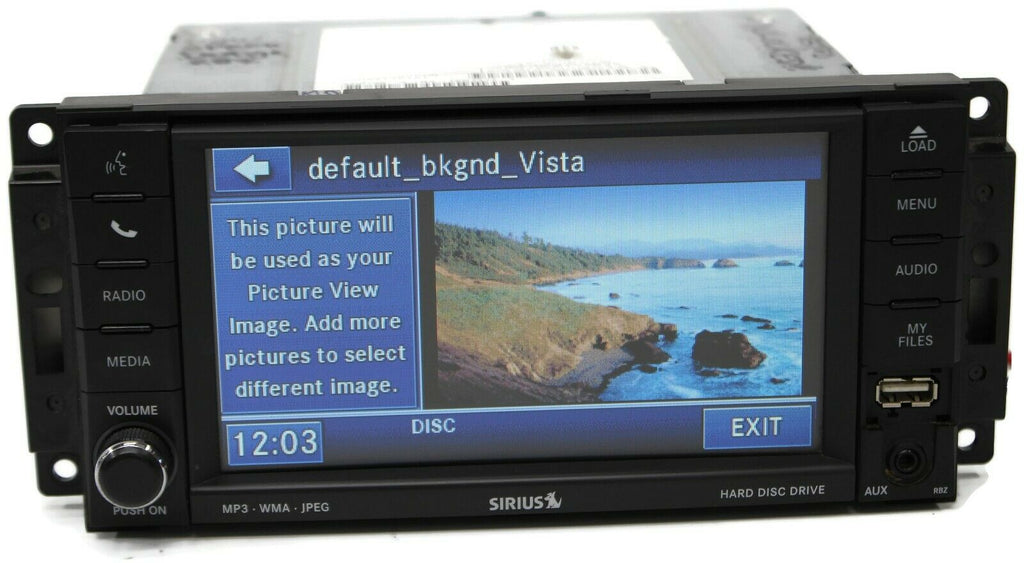 default_bkgnd_Vista
This picture will
be used as your
Picture View
Image. Add more
pictures to select
different image.
12:03
DISC
EXIT
RADIO
MEDIA
VOLUME
PUSH ON
LOAD
MENU
AUDIO
MY
FILES
AUX
RBZ
MP3 · WMA · JPEG
SIRIUS
HARD DISC DRIVE